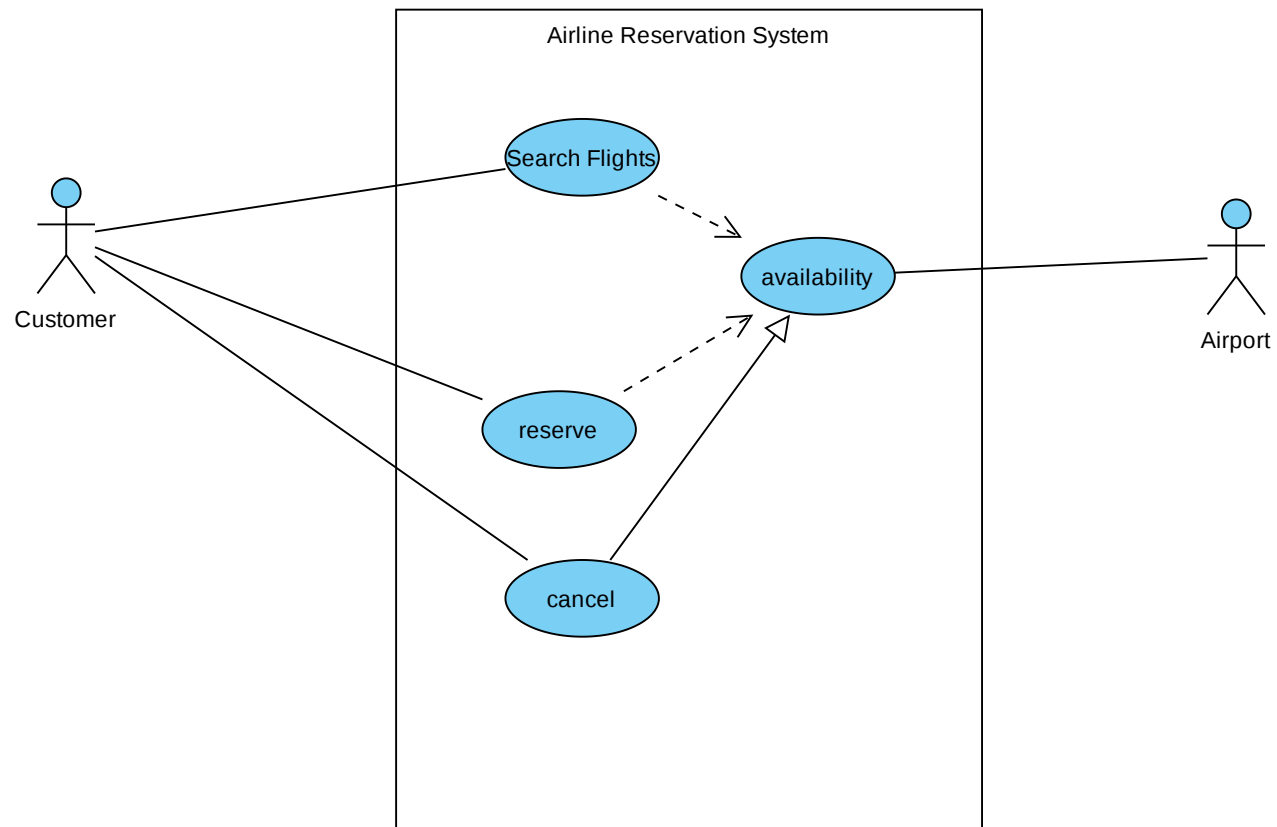 Airline Reservation System
Search Flights
Customer
availability
Airport
reserve
cancel